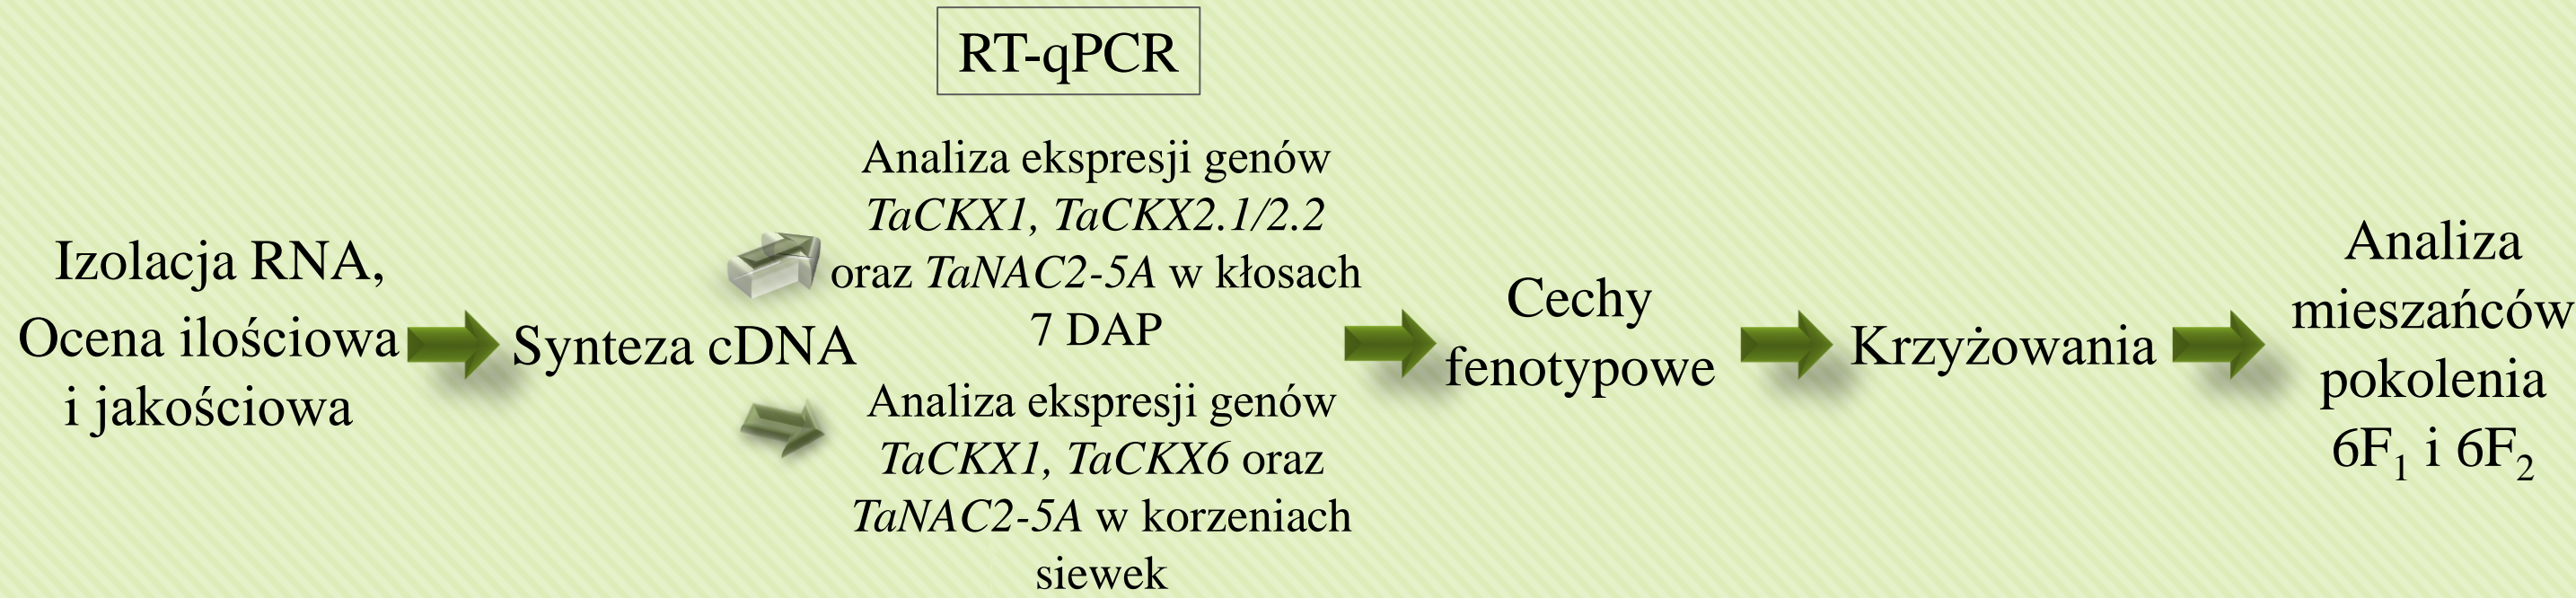 RT-qPCR
Izolacja RNA,
Ocena ilościowa
i jakościowa
Synteza cDNA
Analiza ekspresji genów
TaCKX1, TaCKX2.1/2.2
oraz TaNAC2-5A w kłosach
7 DAP
Analiza ekspresji genów
TaCKX1, TaCKX6 oraz
TaNAC2-5A w korzeniach
siewek
Cechy
fenotypowe
Krzyżowania
Analiza
mieszańców
pokolenia
6F₁ i 6F₂